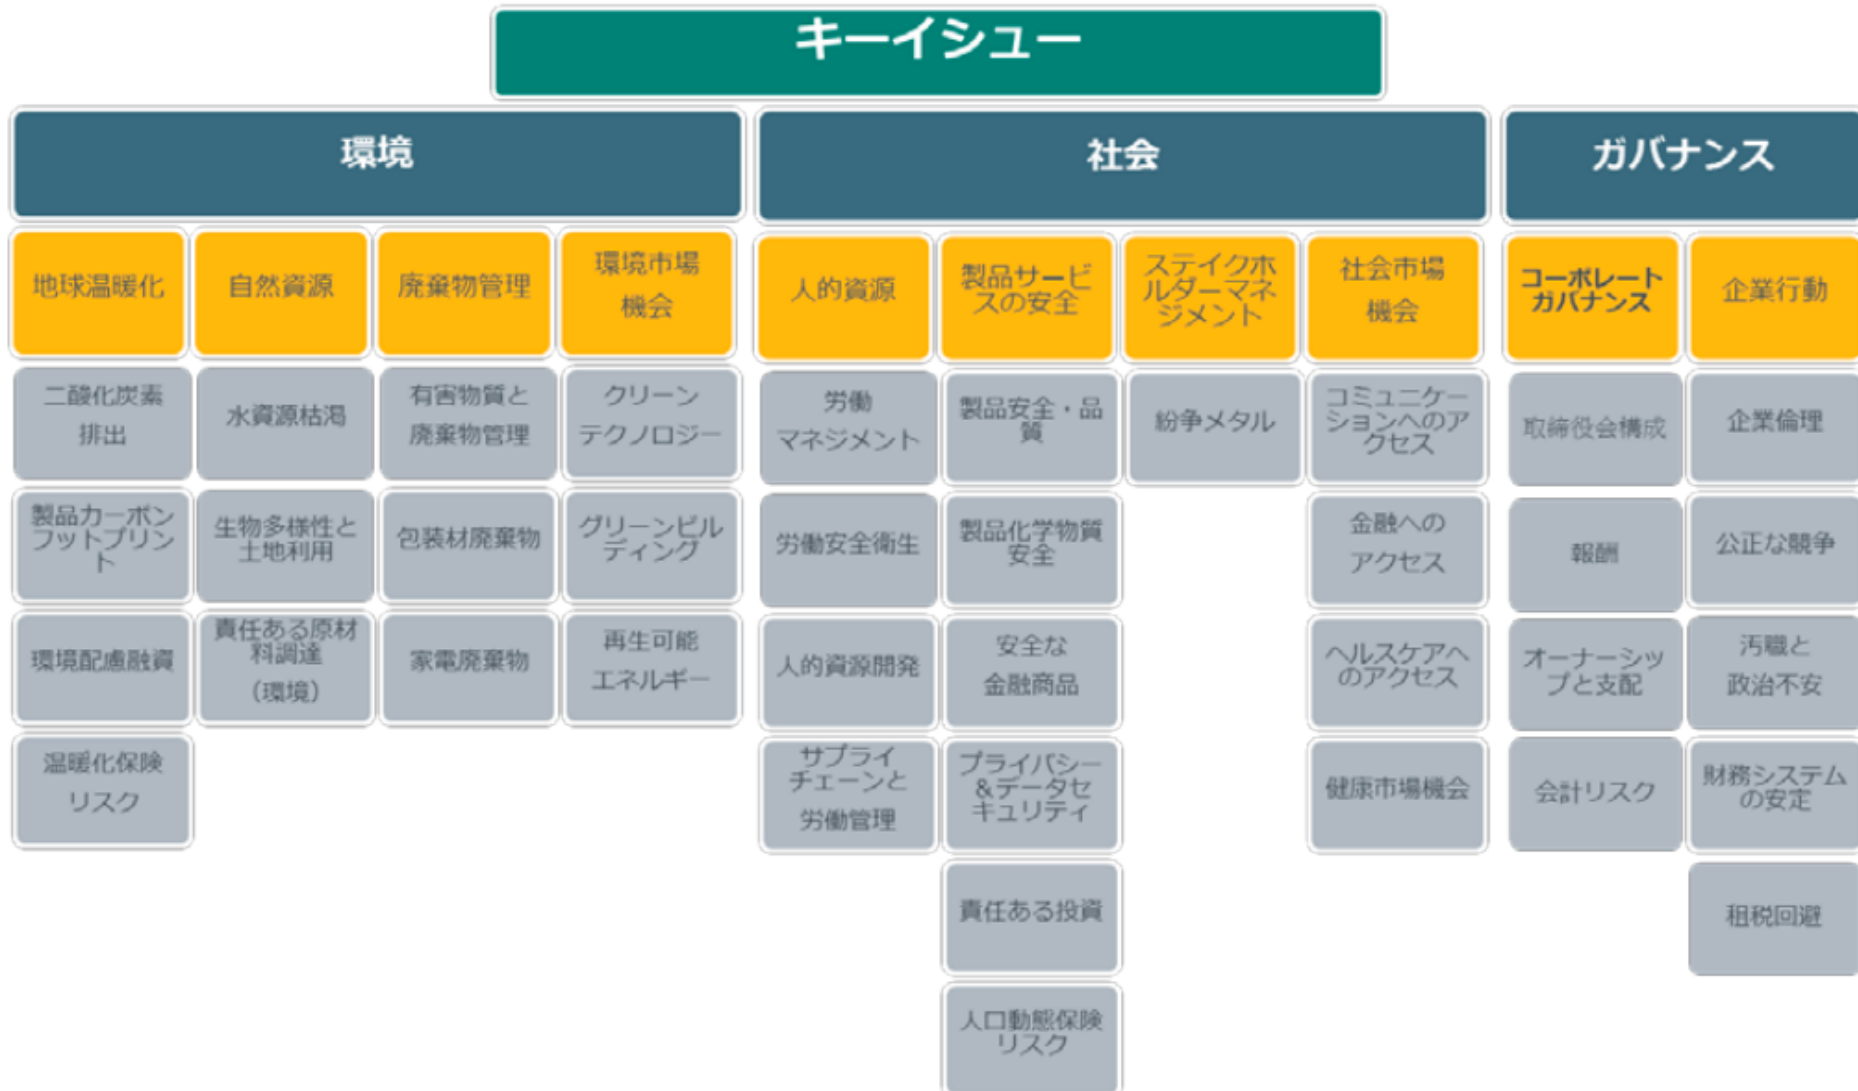 キーイシュー
環境
社会
ガバナンス
地球温暖化
自然資源
廃棄物管理
環境市場
機会
人的資源
製品サービ
スの安全
ステイクホ
ルダーマネ
ジメント
社会市場
機会
コーポレート
ガバナンス
企業行動
二酸化炭素
排出
水資源枯渇
有害物質と
廃棄物管理
クリーン
テクノロジー
労働
マネジメント
製品安全・品
質
紛争メタル
コミュニケー
ションへのア
クセス
取締役会構成
企業倫理
製品カーボン
フットプリン
ト
生物多様性と
土地利用
包装材廃棄物
グリーンビル
ディング
労働安全衛生
製品化学物質
安全
金融への
アクセス
報酬
公正な競争
環境配慮融資
責任ある原材
料調達
（環境）
家電廃棄物
再生可能
エネルギー
人的資源開発
安全な
金融商品
ヘルスケアへ
のアクセス
オーナーシッ
プと支配
汚職と
政治不安
温暖化保険
リスク
サプライ
チェーンと
労働管理
プライバシー
&データセ
キュリティ
健康市場機会
会計リスク
財務システム
の安定
責任ある投資
租税回避
人口動態保険
リスク